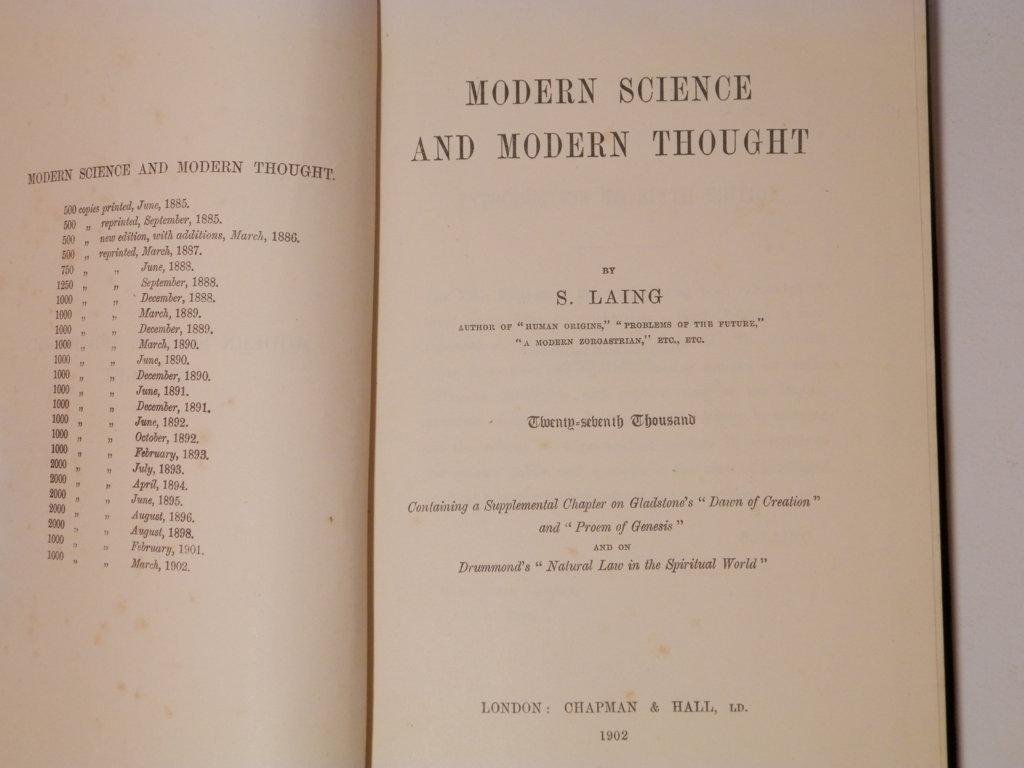 MODERN SCIENCE AND MODERN THOUGHT.
500 copies printed, June, 1885.
500 „ reprinted, September, 1885.
500 „ new edition, with additions, March, 1886.
500 „ reprinted, March, 1887.
750 „ „ June, 1888.
1250 „ „ September, 1888.
1000 „ „ December, 1888.
1000 „ „ March, 1889.
1000 „ „ December, 1889.
1000 „ „ March, 1890.
1000 „ „ June, 1890.
1000 „ „ December, 1890.
1000 „ „ June, 1891.
1000 „ „ December, 1891.
1000 „ „ June, 1892.
1000 „ „ October, 1892.
1000 „ „ February, 1893.
2000 „ „ July, 1893.
2000 „ „ April, 1894.
2000 „ „ June, 1895.
2000 „ „ August, 1896.
2000 „ „ August, 1898.
1000 „ „ February, 1901.
1000 „ „ March, 1902.
MODERN SCIENCE
AND MODERN THOUGHT
BY
S. LAING
AUTHOR OF "HUMAN ORIGINS," "PROBLEMS OF THE FUTURE,"
"A MODERN ZOROASTRIAN," ETC., ETC.
Twenty-seventh Thousand
Containing a Supplemental Chapter on Gladstone's "Dawn of Creation"
and "Proem of Genesis"
AND ON
Drummond's "Natural Law in the Spiritual World"
LONDON: CHAPMAN & HALL, LD.
1902